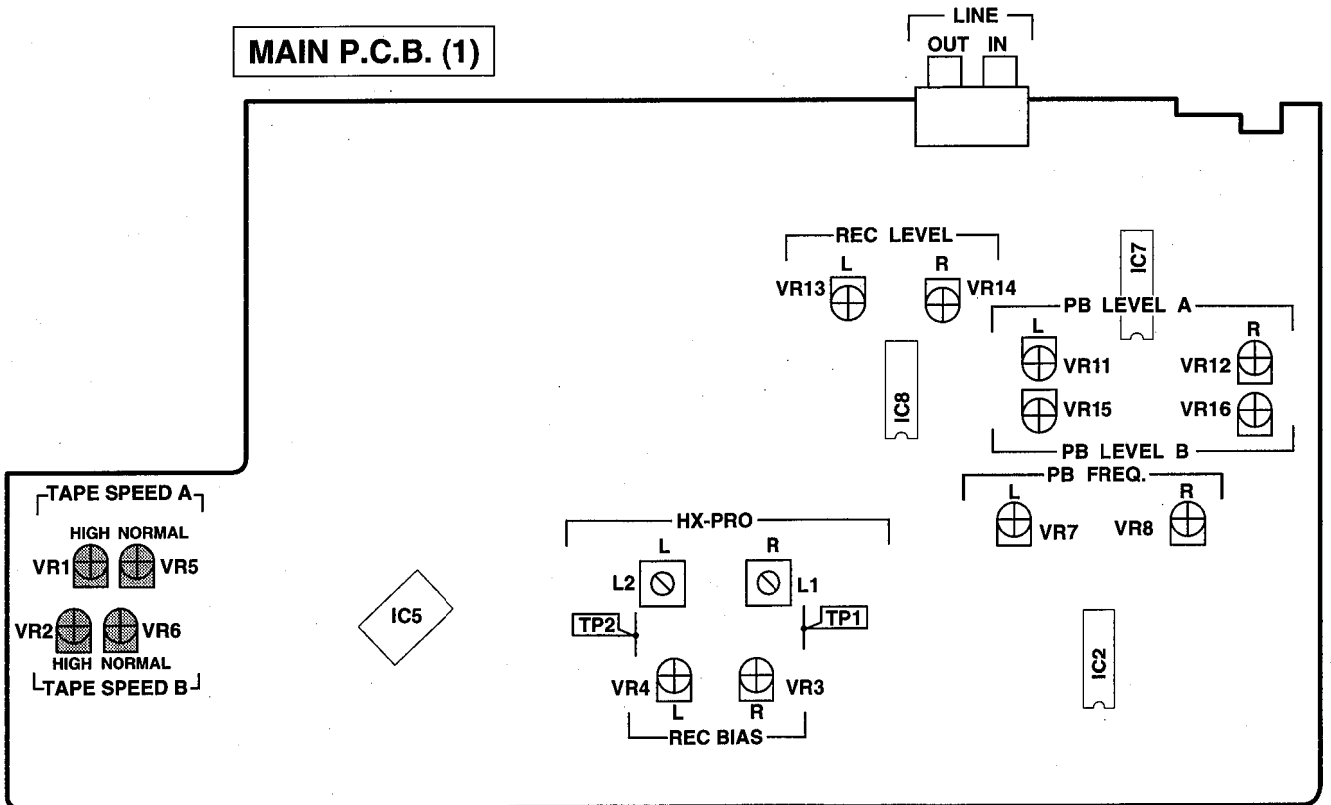 MAIN P.C.B. (1)
LINE
OUT IN
REC LEVEL
L R
VR13 VR14
IC7
PB LEVEL A
L R
VR11 VR12
IC8
VR15 VR16
PB LEVEL B
PB FREQ.
L R
VR7 VR8
TAPE SPEED A
HIGH NORMAL
VR1 VR5
VR2 VR6
HIGH NORMAL
TAPE SPEED B
IC5
HX-PRO
L R
L2 L1
TP2 TP1
VR4 VR3
L R
REC BIAS
IC2